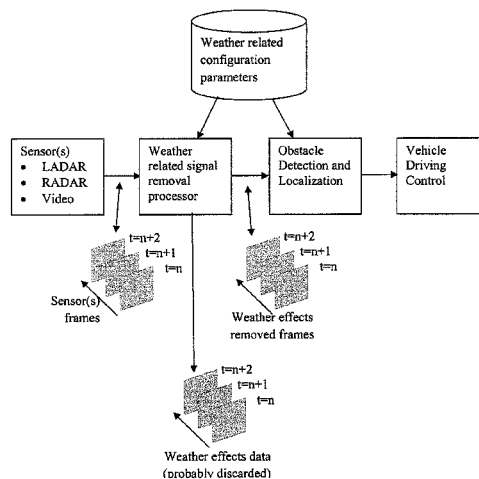 Weather related
configuration
parameters
Sensor(s)
• LADAR
• RADAR
• Video
Weather
related signal
removal
processor
Obstacle
Detection and
Localization
Vehicle
Driving
Control
t=n+2
t=n+1
t=n
Sensor(s)
frames
t=n+2
t=n+1
t=n
Weather effects
removed frames
t=n+2
t=n+1
t=n
Weather effects data
(probably discarded)